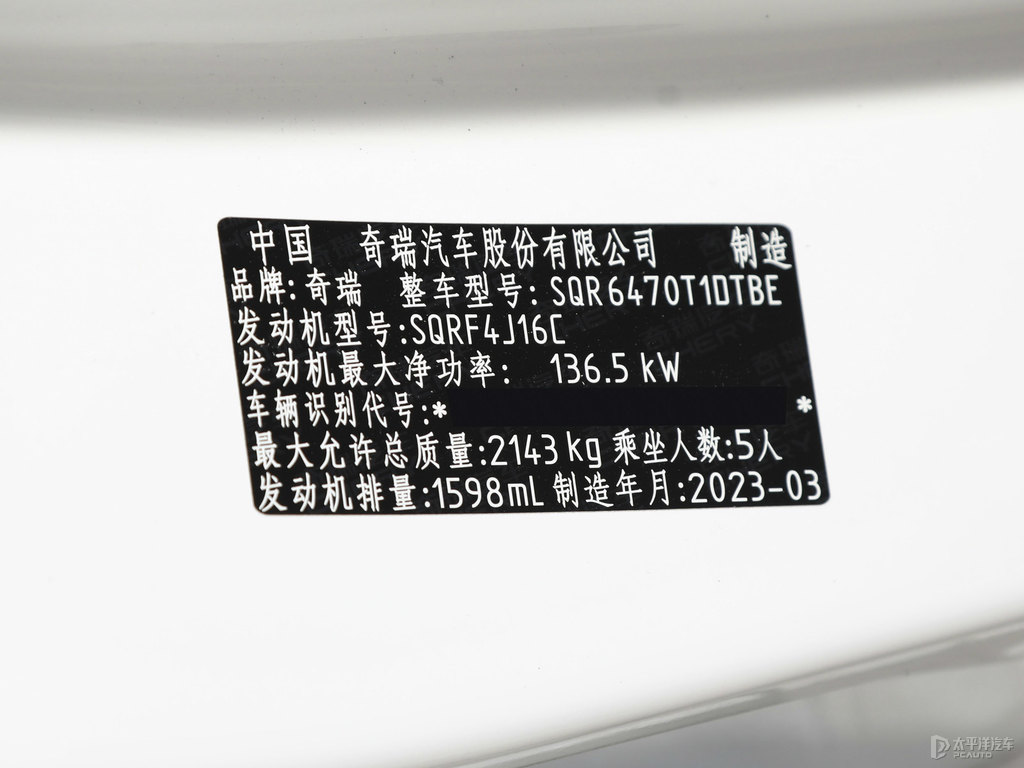 中国 奇瑞汽车股份有限公司 制造
品牌:奇瑞 整车型号:SQR6470T1DTBE
发动机型号:SQRF4J16C
发动机最大净功率: 136.5 kW
车辆识别代号:* *
最大允许总质量:2143kg 乘坐人数:5人
发动机排量:1598mL 制造年月:2023-03
太平洋汽车
PCAUTO